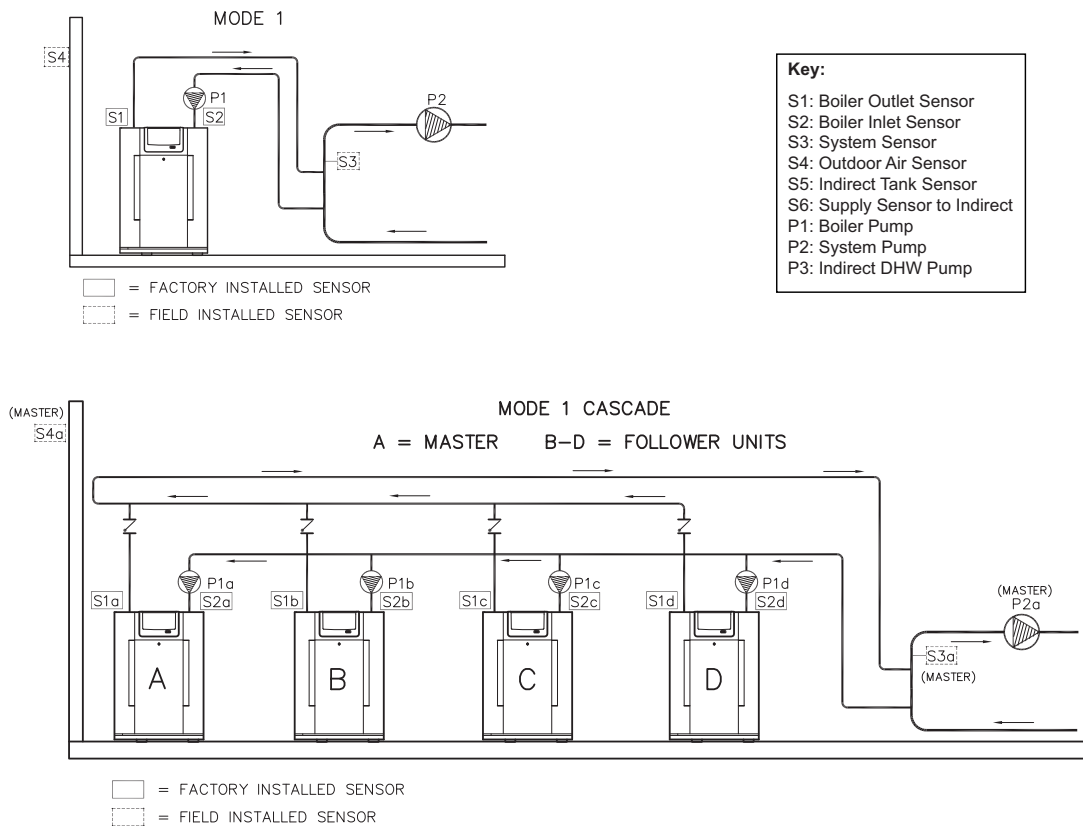 MODE 1
S4
P1
S1
S2
P2
S3
= FACTORY INSTALLED SENSOR
= FIELD INSTALLED SENSOR
Key:
S1: Boiler Outlet Sensor
S2: Boiler Inlet Sensor
S3: System Sensor
S4: Outdoor Air Sensor
S5: Indirect Tank Sensor
S6: Supply Sensor to Indirect
P1: Boiler Pump
P2: System Pump
P3: Indirect DHW Pump
MODE 1 CASCADE
A = MASTER B-D = FOLLOWER UNITS
(MASTER)
S4a
P1a
S1a
S2a
P1b
S1b
S2b
P1c
S1c
S2c
P1d
S1d
S2d
A
B
C
D
(MASTER)
P2a
S3a
(MASTER)
= FACTORY INSTALLED SENSOR
= FIELD INSTALLED SENSOR